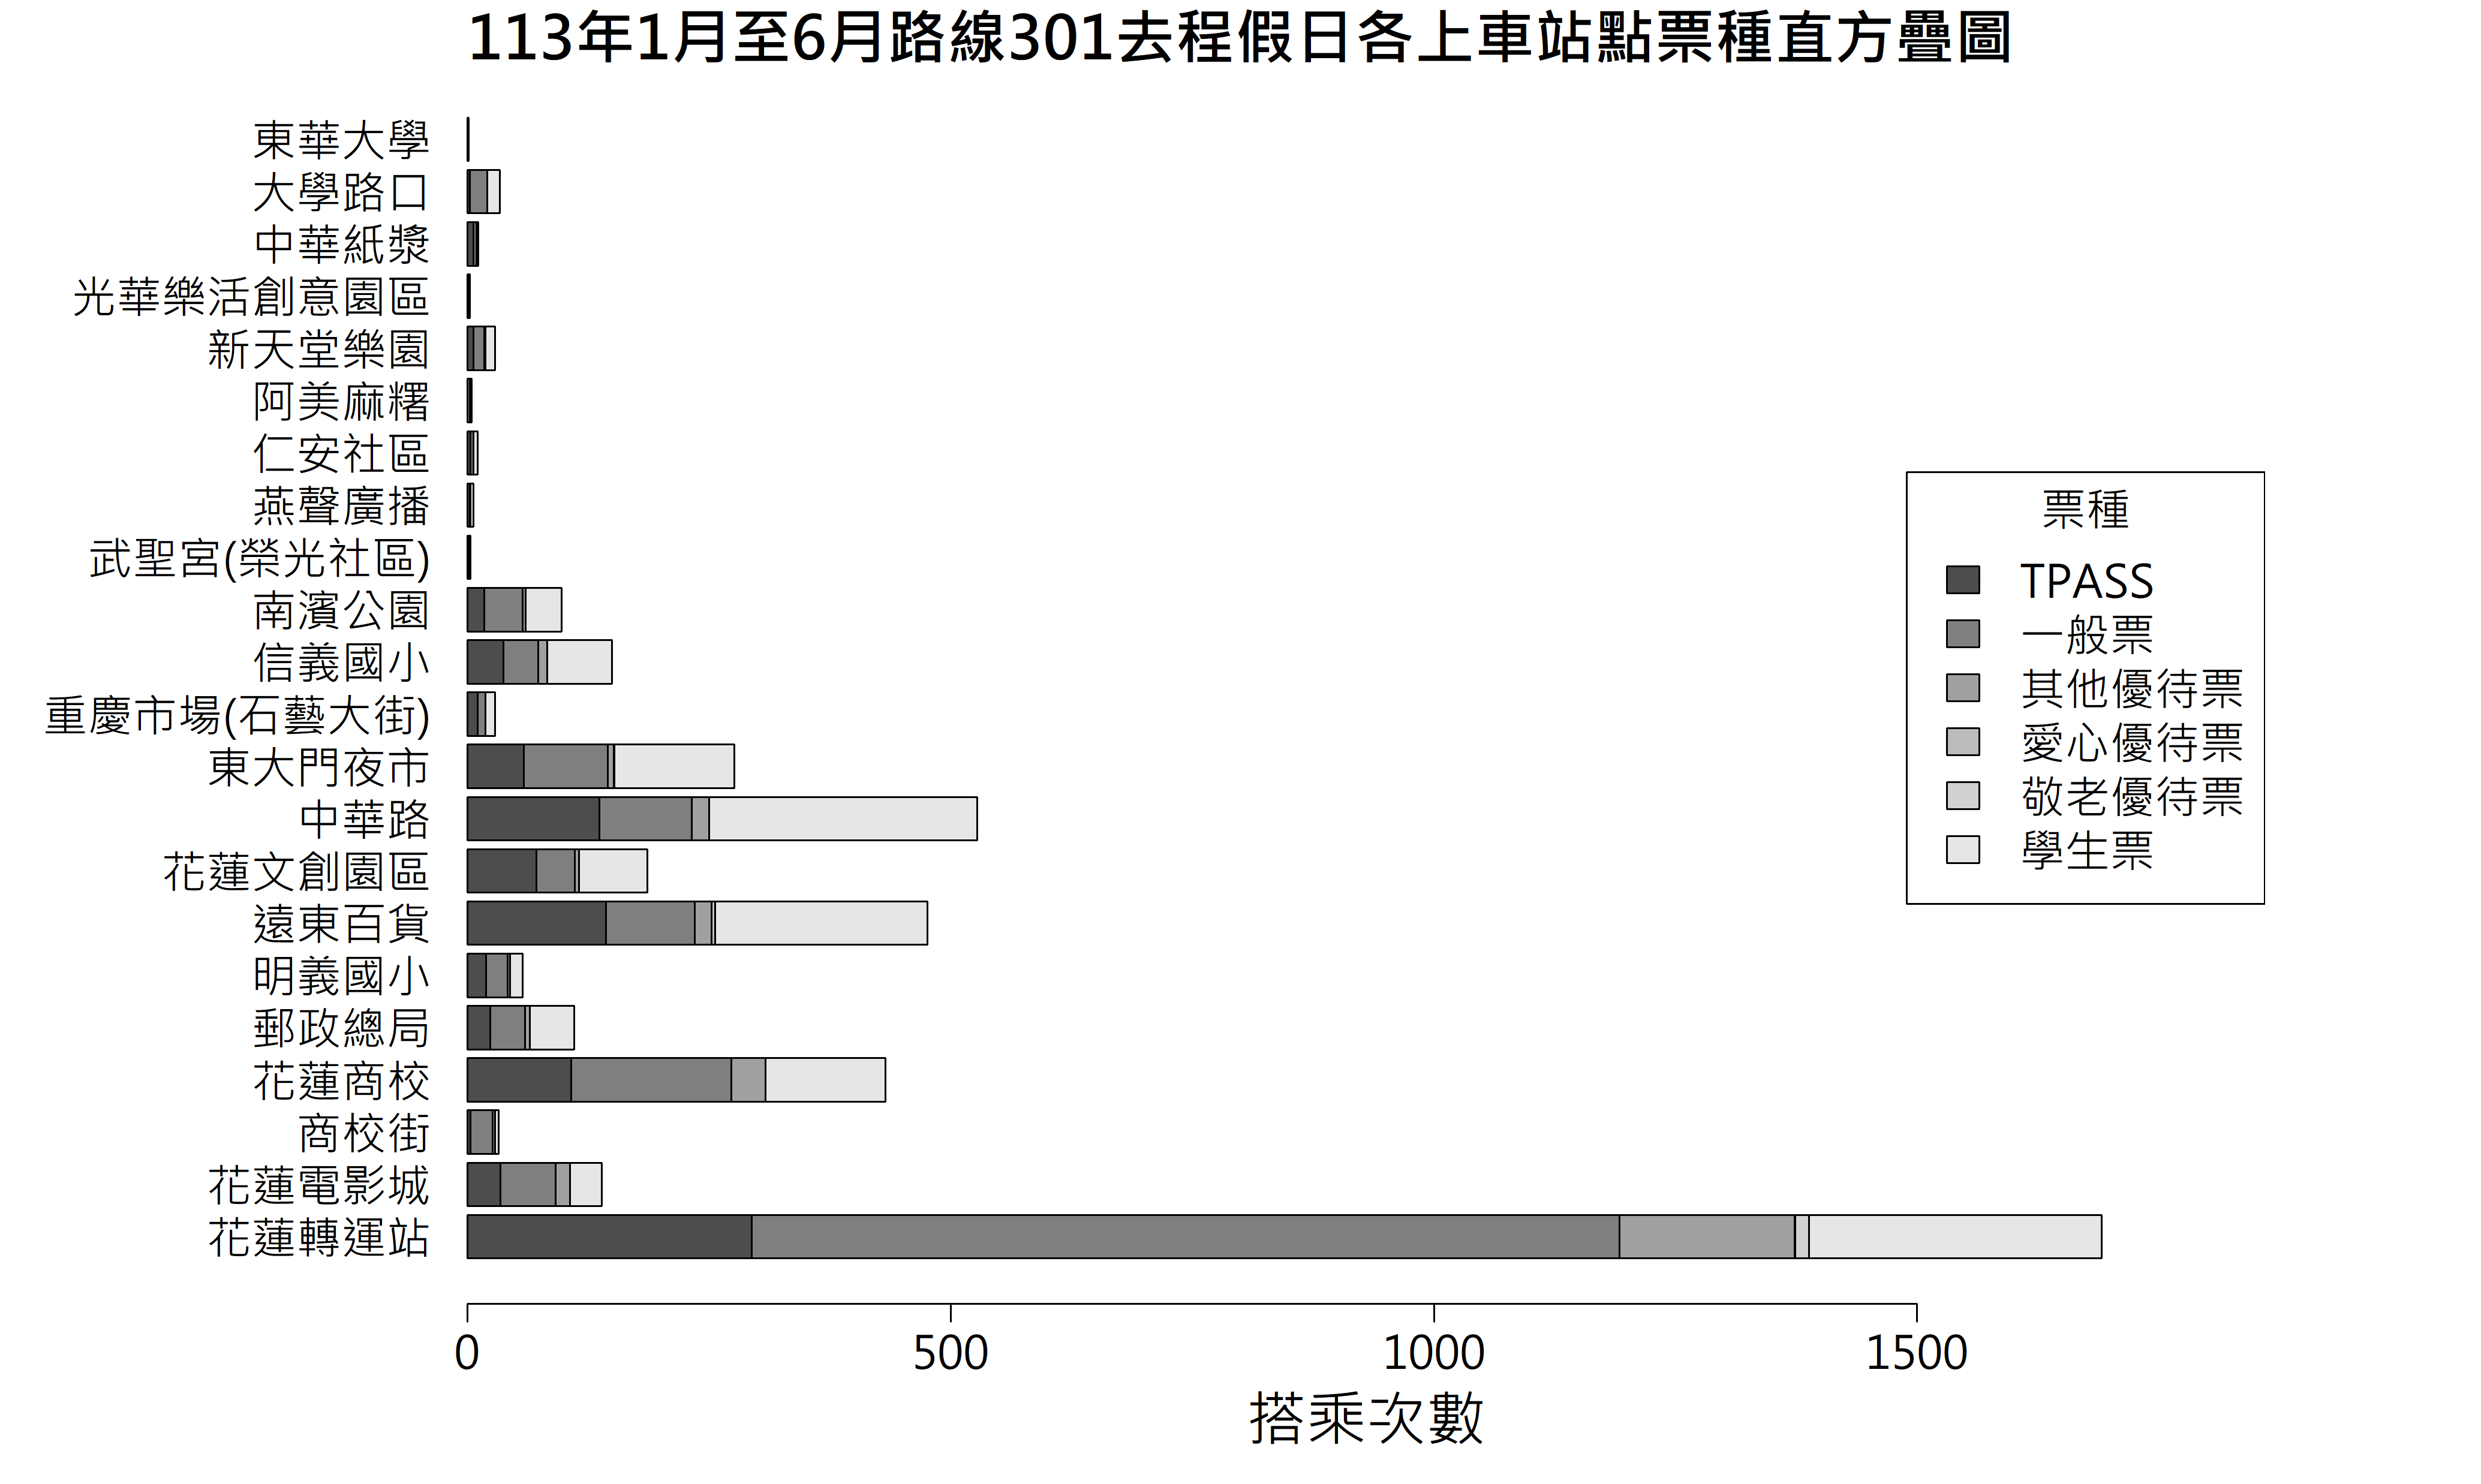 113年1月至6月路線301去程假日各上車站點票種直方疊圖
東華大學
大學路口
中華紙漿
光華樂活創意園區
新天堂樂園
阿美麻糬
仁安社區
燕聲廣播
武聖宮(榮光社區)
南濱公園
信義國小
重慶市場(石藝大街)
東大門夜市
中華路
花蓮文創園區
遠東百貨
明義國小
郵政總局
花蓮商校
商校街
花蓮電影城
花蓮轉運站
票種
TPASS
一般票
其他優待票
愛心優待票
敬老優待票
學生票
0 500 1000 1500
搭乘次數